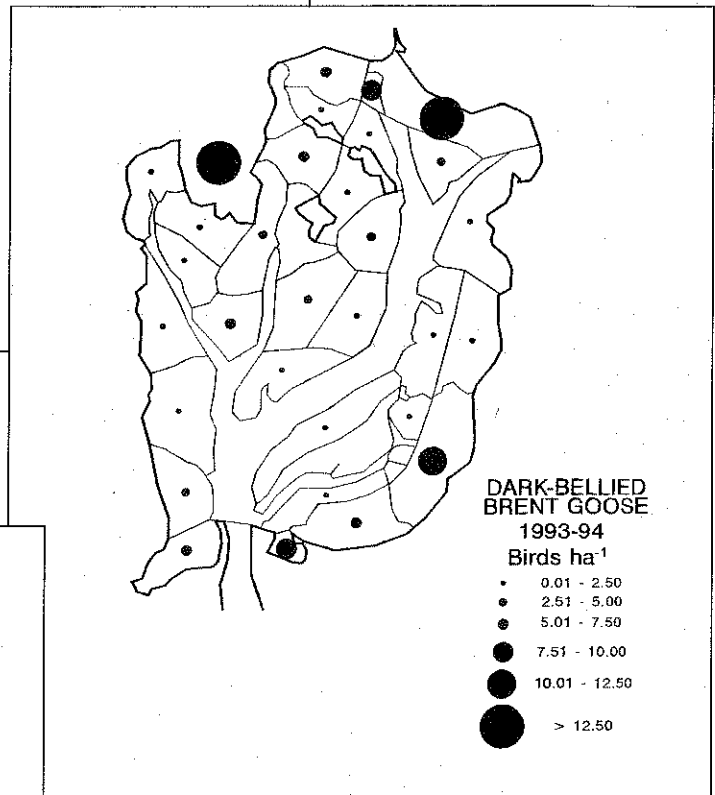 DARK-BELLIED
BRENT GOOSE
1993-94
Birds ha⁻¹
0.01 - 2.50
2.51 - 5.00
5.01 - 7.50
7.51 - 10.00
10.01 - 12.50
> 12.50